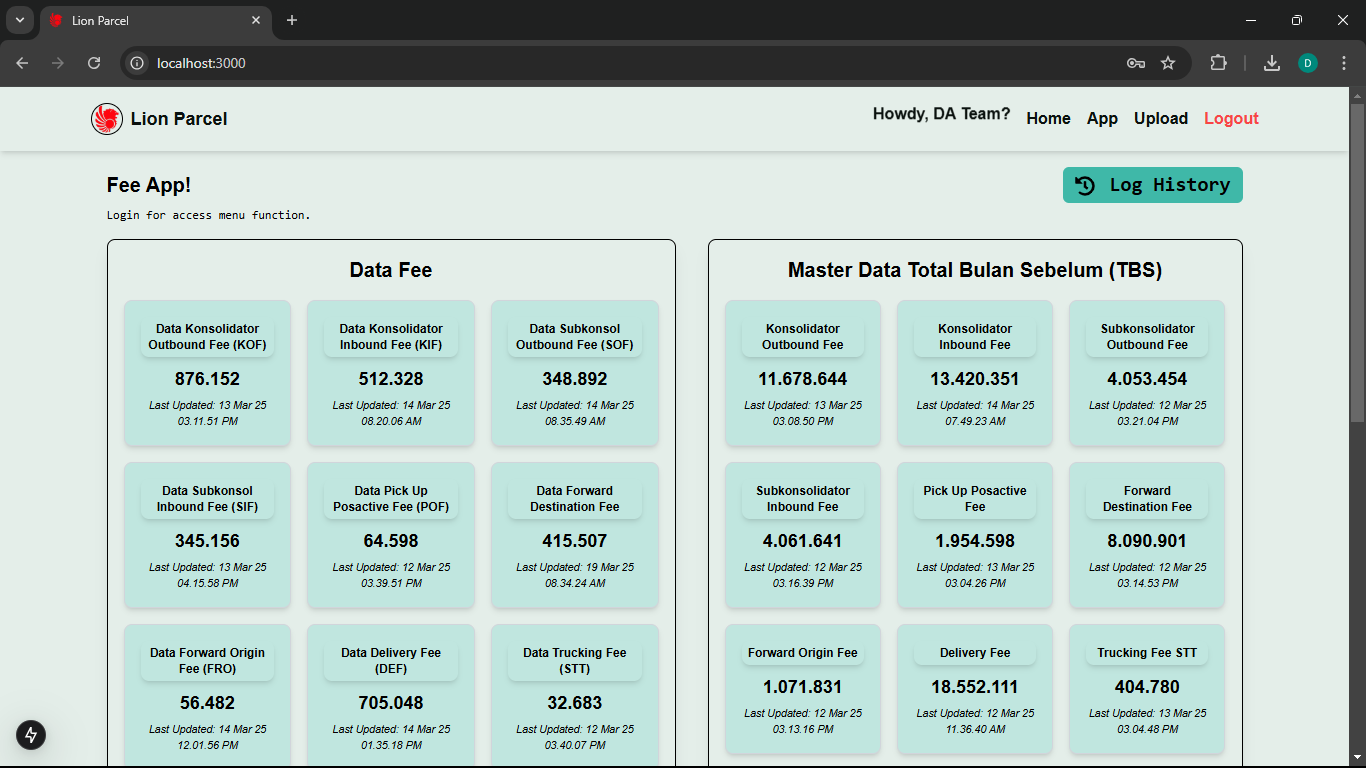 Lion Parcel
localhost:3000
D
Lion Parcel
Howdy, DA Team?
Home
App
Upload
Logout
Fee App!
Log History
Login for access menu function.
Data Fee
Data Konsolidator
Outbound Fee (KOF)
876.152
Last Updated: 13 Mar 25
03.11.51 PM
Data Konsolidator
Inbound Fee (KIF)
512.328
Last Updated: 14 Mar 25
08.20.06 AM
Data Subkonsol
Outbound Fee (SOF)
348.892
Last Updated: 14 Mar 25
08.35.49 AM
Data Subkonsol
Inbound Fee (SIF)
345.156
Last Updated: 13 Mar 25
04.15.58 PM
Data Pick Up
Posactive Fee (POF)
64.598
Last Updated: 12 Mar 25
03.39.51 PM
Data Forward
Destination Fee
415.507
Last Updated: 19 Mar 25
08.34.24 AM
Data Forward Origin
Fee (FRO)
56.482
Last Updated: 14 Mar 25
12.01.56 PM
Data Delivery Fee
(DEF)
705.048
Last Updated: 14 Mar 25
01.35.18 PM
Data Trucking Fee
(STT)
32.683
Last Updated: 12 Mar 25
03.40.07 PM
Master Data Total Bulan Sebelum (TBS)
Konsolidator
Outbound Fee
11.678.644
Last Updated: 13 Mar 25
03.08.50 PM
Konsolidator
Inbound Fee
13.420.351
Last Updated: 14 Mar 25
07.49.23 AM
Subkonsolidator
Outbound Fee
4.053.454
Last Updated: 12 Mar 25
03.21.04 PM
Subkonsolidator
Inbound Fee
4.061.641
Last Updated: 12 Mar 25
03.16.39 PM
Pick Up Posactive
Fee
1.954.598
Last Updated: 13 Mar 25
03.04.26 PM
Forward
Destination Fee
8.090.901
Last Updated: 12 Mar 25
03.14.53 PM
Forward Origin Fee
1.071.831
Last Updated: 12 Mar 25
03.13.16 PM
Delivery Fee
18.552.111
Last Updated: 12 Mar 25
11.36.40 AM
Trucking Fee STT
404.780
Last Updated: 13 Mar 25
03.04.48 PM